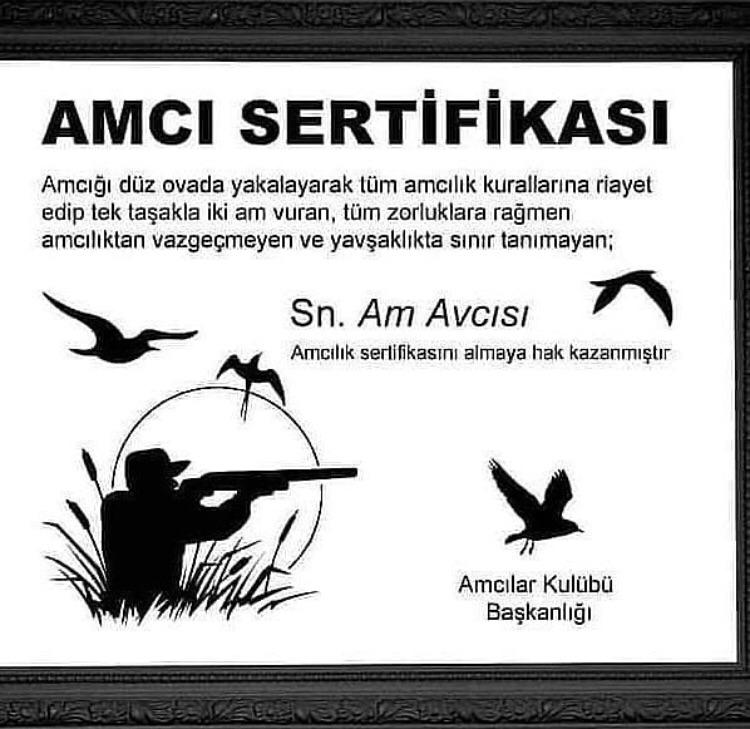 AMCI SERTİFİKASI
Amcığı düz ovada yakalayarak tüm amcılık kurallarına riayet
edip tek taşakla iki am vuran, tüm zorluklara rağmen
amcılıktan vazgeçmeyen ve yavşaklıkta sınır tanımayan;
Sn. Am Avcısı
Amcılık sertifikasını almaya hak kazanmıştır
Amcılar Kulübü
Başkanlığı